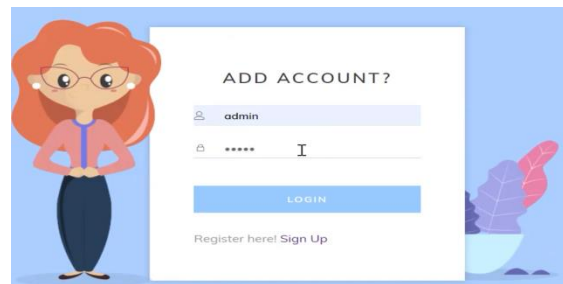 ADD ACCOUNT?
admin
*****
LOGIN
Register here! Sign Up